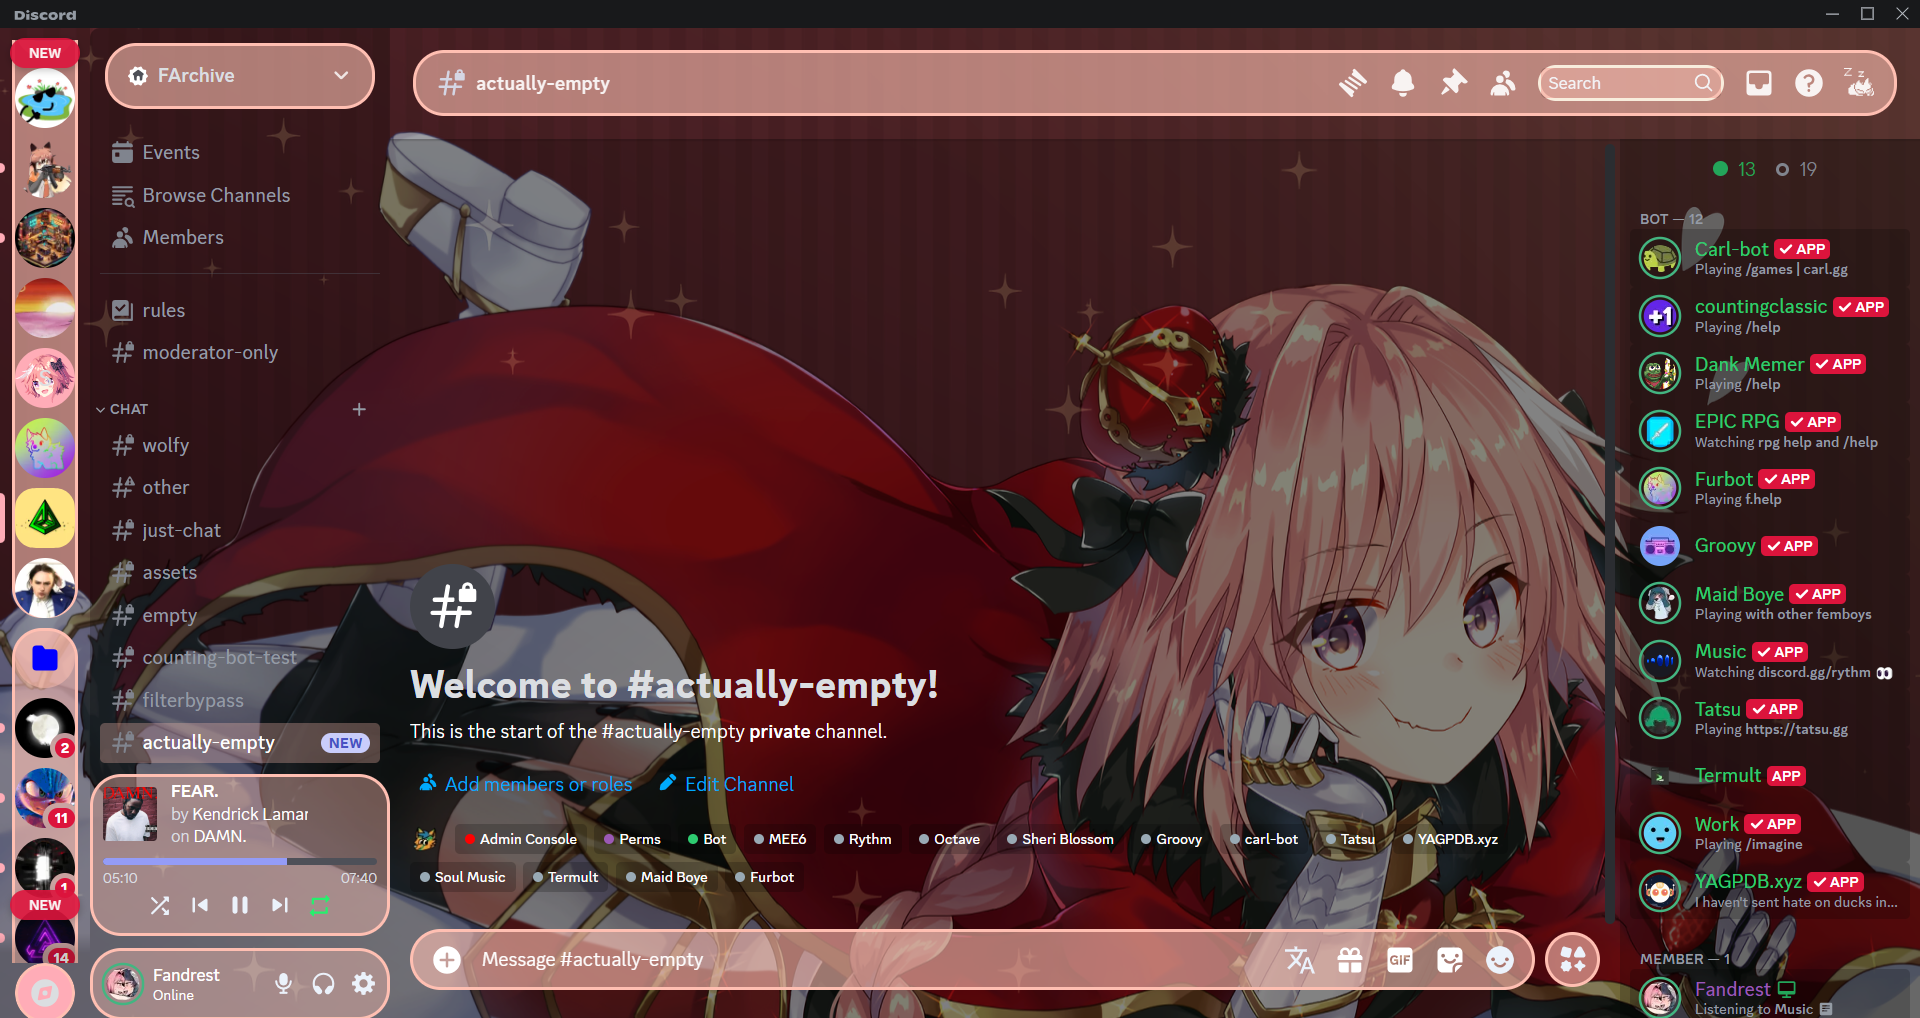 Discord
NEW
FArchive
Events
Browse Channels
Members
rules
moderator-only
CHAT
wolfy
other
just-chat
assets
empty
counting-bot-test
filterbypass
actually-empty NEW
FEAR.
by Kendrick Lamar
on DAMN.
05:10 07:40
2
11
1
NEW
14
Fandrest
Online
actually-empty
Search
Welcome to #actually-empty!
This is the start of the #actually-empty private channel.
Add members or roles Edit Channel
Admin Console Perms Bot MEE6 Rythm Octave Sheri Blossom Groovy carl-bot Tatsu YAGPDB.xyz
Soul Music Termult Maid Boye Furbot
Message #actually-empty
GIF
13 19
BOT — 12
Carl-bot APP
Playing /games | carl.gg
+1
countingclassic APP
Playing /help
Dank Memer APP
Playing /help
EPIC RPG APP
Watching rpg help and /help
Furbot APP
Playing f.help
Groovy APP
Maid Boye APP
Playing with other femboys
Music APP
Watching discord.gg/rythm 👀
Tatsu APP
Playing https://tatsu.gg
Termult APP
Work APP
Playing /imagine
YAGPDB.xyz APP
I haven't sent hate on ducks in...
MEMBER — 1
Fandrest
Listening to Music